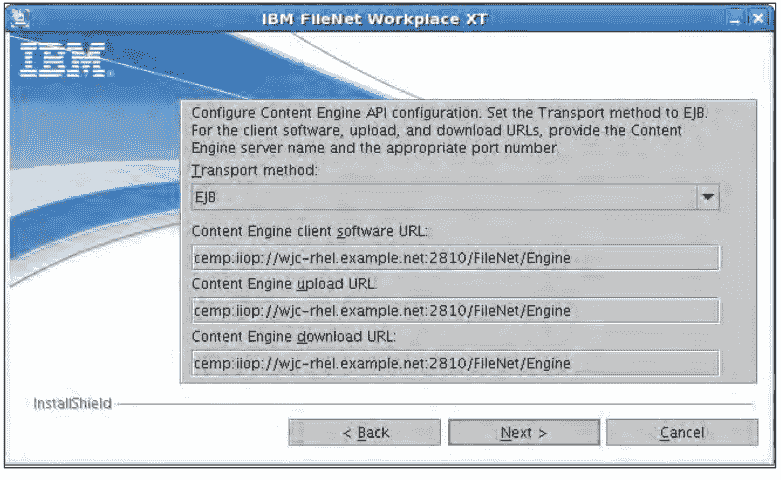 IBM FileNet Workplace XT
IBM.
Configure Content Engine API configuration. Set the Transport method to EJB.
For the client software, upload, and download URLs, provide the Content
Engine server name and the appropriate port number
Transport method:
EJB
Content Engine client software URL:
cemp:iiop://wjc-rhel.example.net:2810/FileNet/Engine
Content Engine upload URL:
cemp:iiop://wjc-rhel.example.net:2810/FileNet/Engine
Content Engine download URL:
cemp:iiop://wjc-rhel.example.net:2810/FileNet/Engine
InstallShield
< Back
Next >
Cancel